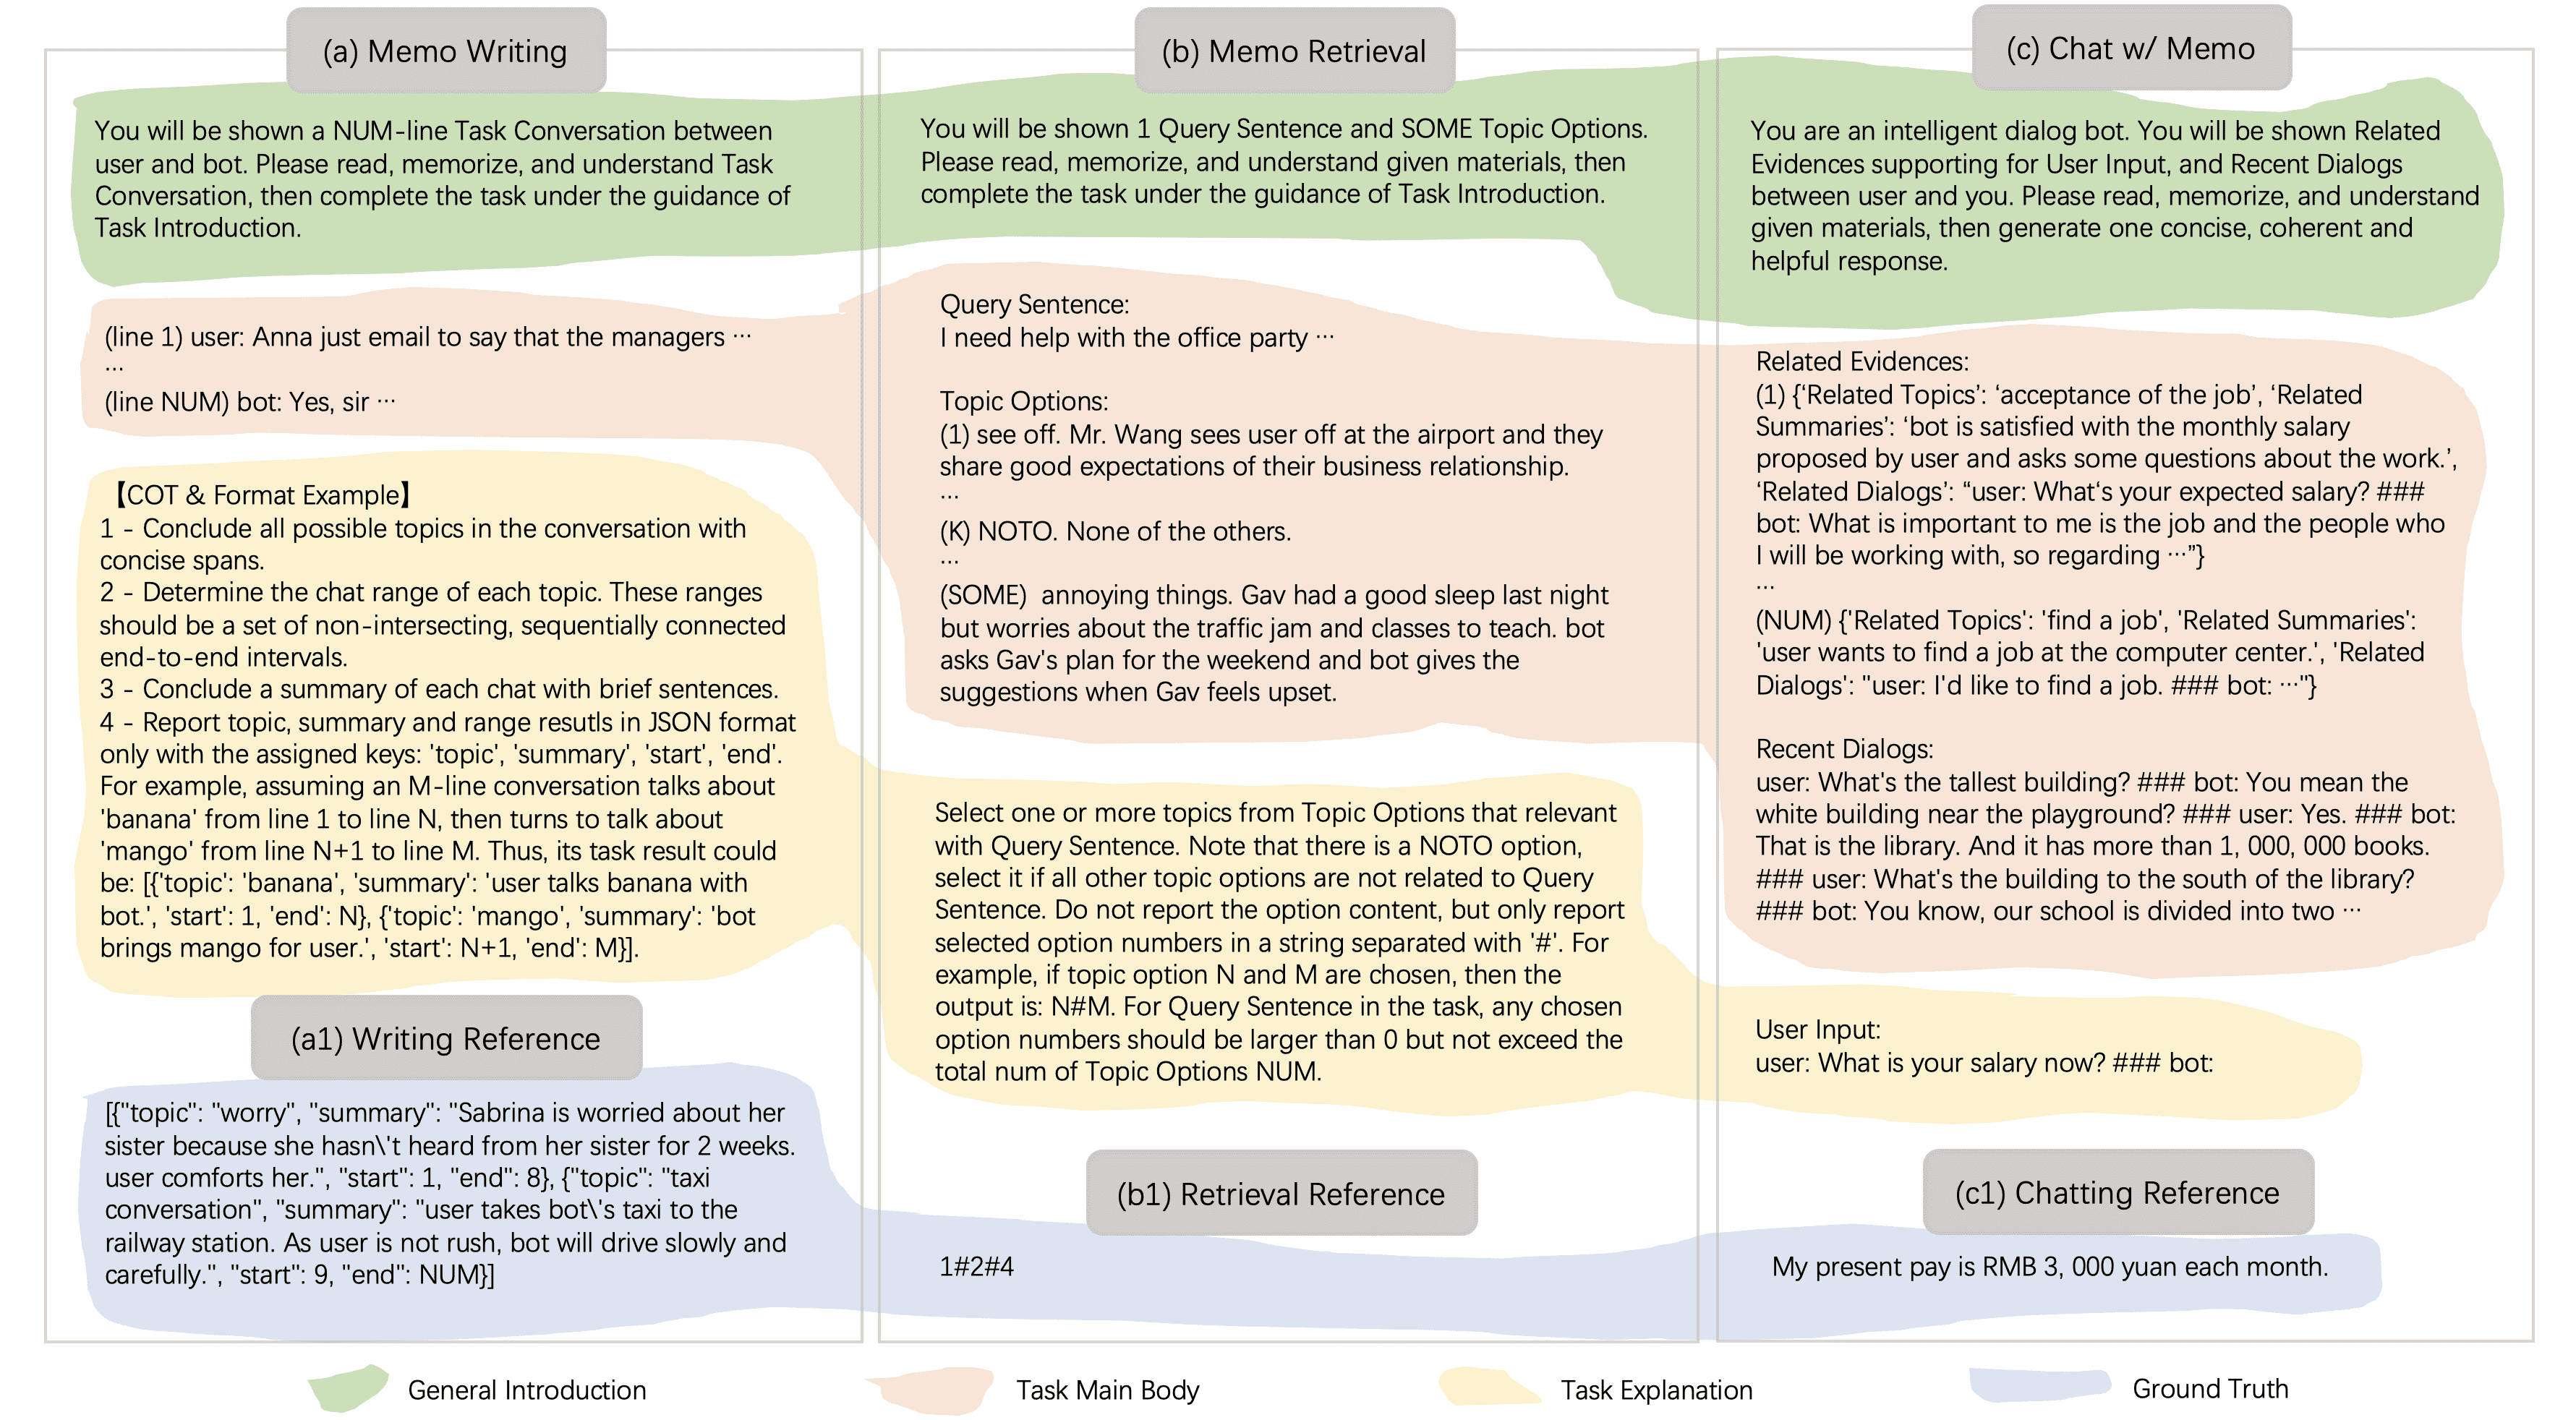 (a) Memo Writing
You will be shown a NUM-line Task Conversation between
user and bot. Please read, memorize, and understand Task
Conversation, then complete the task under the guidance of
Task Introduction.
(line 1) user: Anna just email to say that the managers ···
···
(line NUM) bot: Yes, sir ···
【COT & Format Example】
1 - Conclude all possible topics in the conversation with
concise spans.
2 - Determine the chat range of each topic. These ranges
should be a set of non-intersecting, sequentially connected
end-to-end intervals.
3 - Conclude a summary of each chat with brief sentences.
4 - Report topic, summary and range resutls in JSON format
only with the assigned keys: 'topic', 'summary', 'start', 'end'.
For example, assuming an M-line conversation talks about
'banana' from line 1 to line N, then turns to talk about
'mango' from line N+1 to line M. Thus, its task result could
be: [{'topic': 'banana', 'summary': 'user talks banana with
bot.', 'start': 1, 'end': N}, {'topic': 'mango', 'summary': 'bot
brings mango for user.', 'start': N+1, 'end': M}].
(a1) Writing Reference
[{"topic": "worry", "summary": "Sabrina is worried about her
sister because she hasn\'t heard from her sister for 2 weeks.
user comforts her.", "start": 1, "end": 8}, {"topic": "taxi
conversation", "summary": "user takes bot\'s taxi to the
railway station. As user is not rush, bot will drive slowly and
carefully.", "start": 9, "end": NUM}]
(b) Memo Retrieval
You will be shown 1 Query Sentence and SOME Topic Options.
Please read, memorize, and understand given materials, then
complete the task under the guidance of Task Introduction.
Query Sentence:
I need help with the office party ···
Topic Options:
(1) see off. Mr. Wang sees user off at the airport and they
share good expectations of their business relationship.
···
(K) NOTO. None of the others.
···
(SOME) annoying things. Gav had a good sleep last night
but worries about the traffic jam and classes to teach. bot
asks Gav's plan for the weekend and bot gives the
suggestions when Gav feels upset.
Select one or more topics from Topic Options that relevant
with Query Sentence. Note that there is a NOTO option,
select it if all other topic options are not related to Query
Sentence. Do not report the option content, but only report
selected option numbers in a string separated with '#'. For
example, if topic option N and M are chosen, then the
output is: N#M. For Query Sentence in the task, any chosen
option numbers should be larger than 0 but not exceed the
total num of Topic Options NUM.
(b1) Retrieval Reference
1#2#4
(c) Chat w/ Memo
You are an intelligent dialog bot. You will be shown Related
Evidences supporting for User Input, and Recent Dialogs
between user and you. Please read, memorize, and understand
given materials, then generate one concise, coherent and
helpful response.
Related Evidences:
(1) {‘Related Topics’: ‘acceptance of the job’, ‘Related
Summaries’: ‘bot is satisfied with the monthly salary
proposed by user and asks some questions about the work.’,
‘Related Dialogs’: “user: What‘s your expected salary? ###
bot: What is important to me is the job and the people who
I will be working with, so regarding ···”}
···
(NUM) {'Related Topics': 'find a job', 'Related Summaries':
'user wants to find a job at the computer center.', 'Related
Dialogs': "user: I'd like to find a job. ### bot: ···"}
Recent Dialogs:
user: What's the tallest building? ### bot: You mean the
white building near the playground? ### user: Yes. ### bot:
That is the library. And it has more than 1, 000, 000 books.
### user: What's the building to the south of the library?
### bot: You know, our school is divided into two ···
User Input:
user: What is your salary now? ### bot:
(c1) Chatting Reference
My present pay is RMB 3, 000 yuan each month.
General Introduction
Task Main Body
Task Explanation
Ground Truth